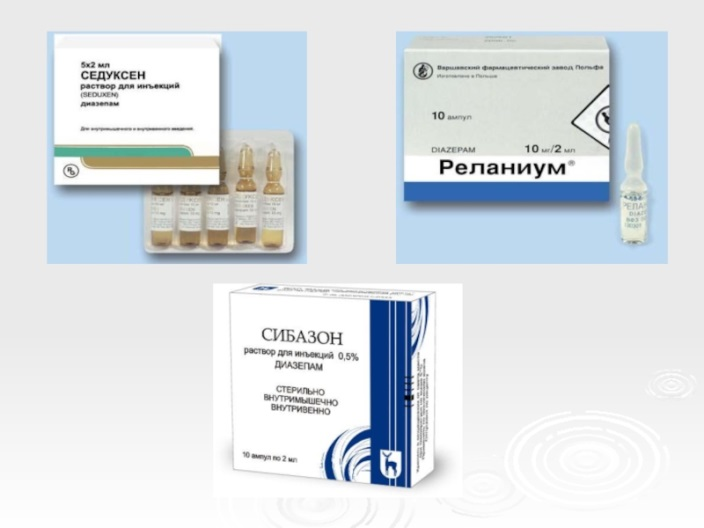 5х2 мл
СЕДУКСЕН
раствор для инъекций
(SEDUXEN)
диазепам
Для внутримышечного и внутривенного введения
Варшавский фармацевтический завод Польфа
Изготовлено в Польше
10 ампул
DIAZEPAM 10 мг/2 мл
Реланиум®
СИБАЗОН
раствор для инъекций 0,5%
ДИАЗЕПАМ
СТЕРИЛЬНО
ВНУТРИМЫШЕЧНО
ВНУТРИВЕННО
10 ампул по 2 мл